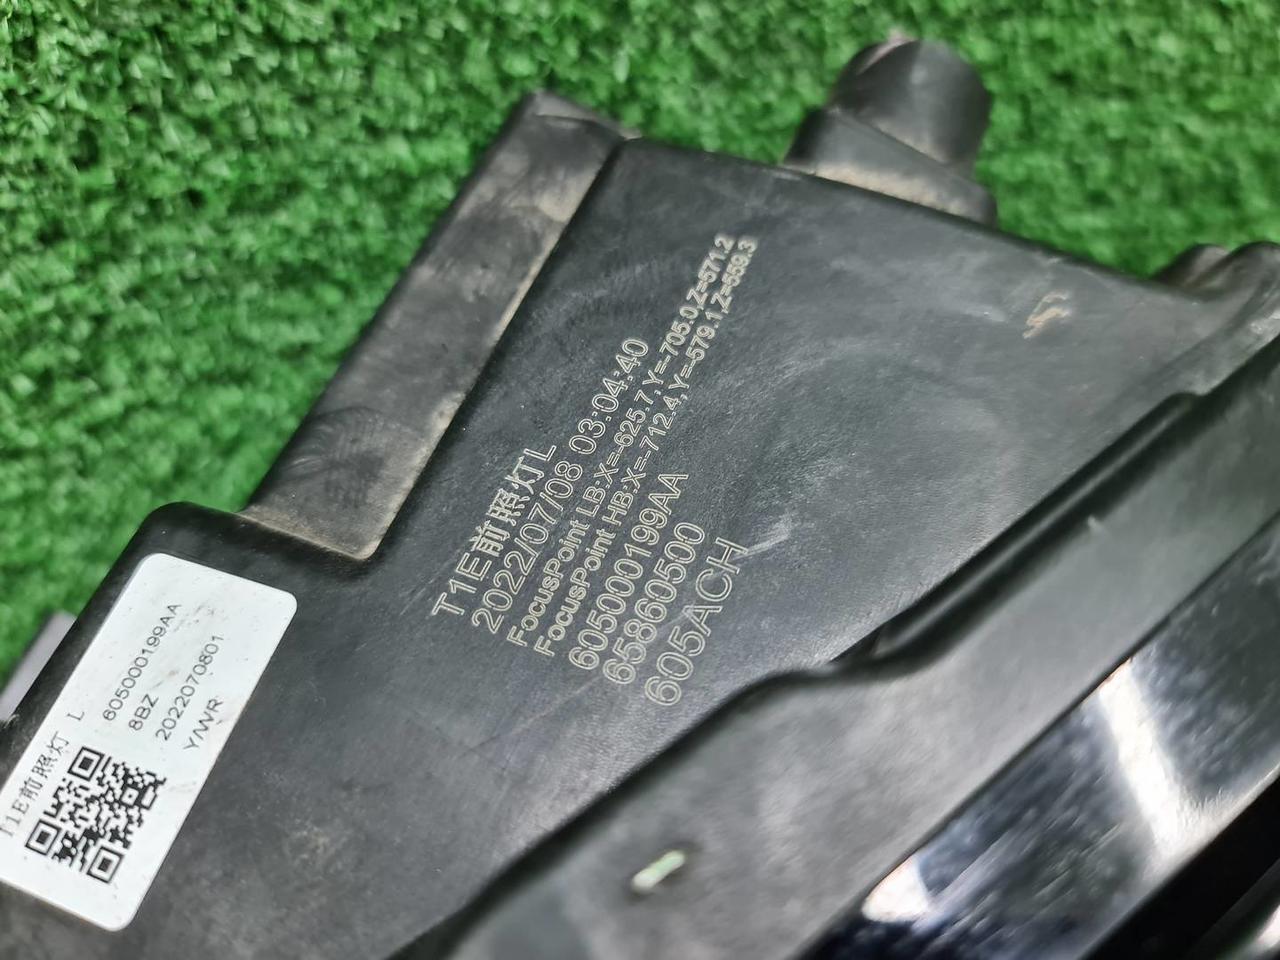 T1E前照灯L
2022/07/08 03:04:40
FocusPoint LB:X=-625.7,Y=-705.0,Z=571.2
FocusPoint HB:X=-712.4,Y=-579.1,Z=559.3
605000199AA
65860500
605ACH
T1E前照灯 L
605000199AA
8BZ
2022070801
Y/VVR